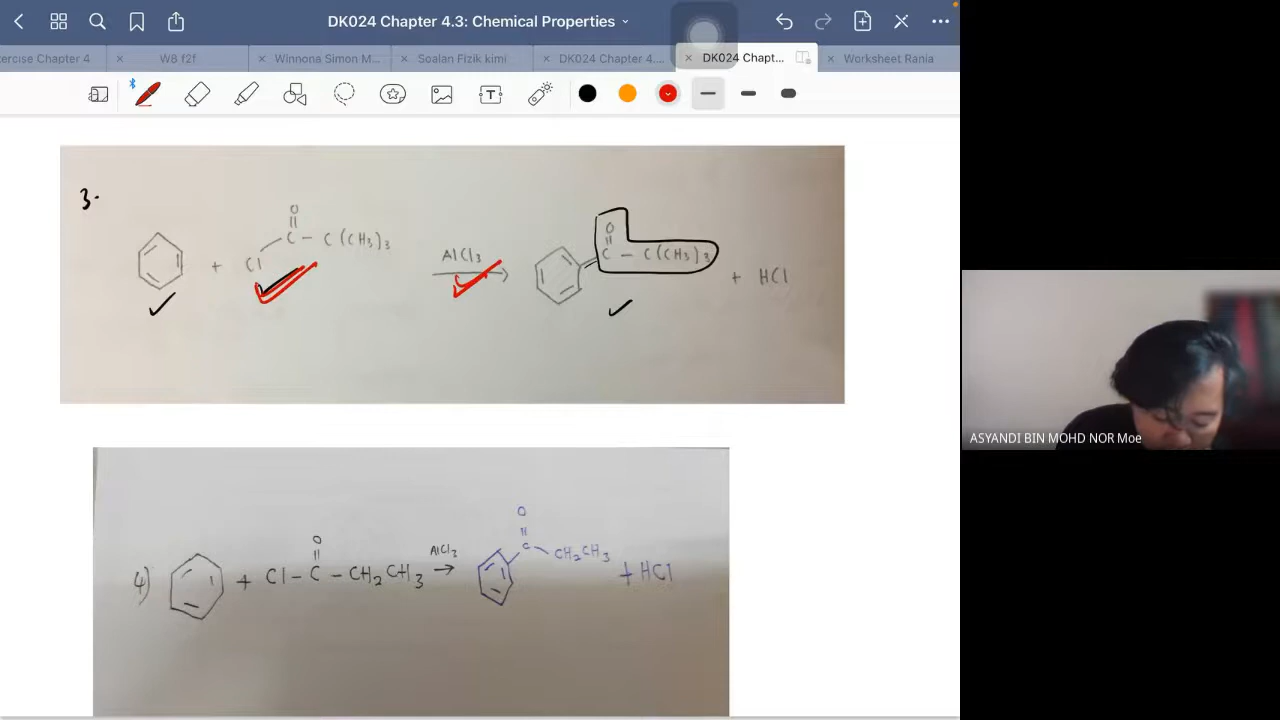 DK024 Chapter 4.3: Chemical Properties
ercise Chapter 4
W8 f2f
Winnona Simon M...
Soalan Fizik kimi
DK024 Chapter 4....
DK024 Chapt...
Worksheet Rania
T
3.
O
C - C(CH3)3
Cl
+
AlCl3
O
C - C(CH3)3
+ HCl
ASYANDI BIN MOHD NOR Moe
4)
+ Cl - C - CH2CH3
O
AlCl3
O
C
CH2CH3
+ HCl